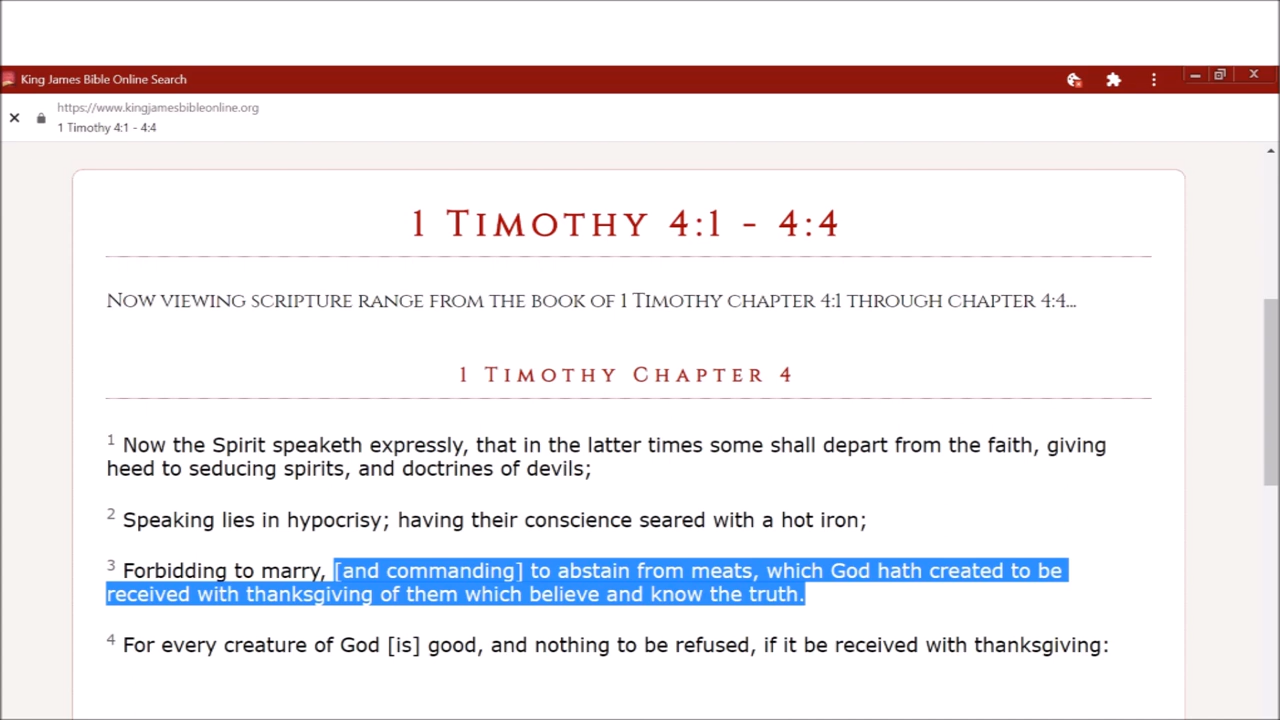 King James Bible Online Search
https://www.kingjamesbibleonline.org
1 Timothy 4:1 - 4:4
1 Timothy 4:1 - 4:4
Now viewing scripture range from the book of 1 Timothy chapter 4:1 through chapter 4:4...
1 Timothy Chapter 4
1 Now the Spirit speaketh expressly, that in the latter times some shall depart from the faith, giving
heed to seducing spirits, and doctrines of devils;
2 Speaking lies in hypocrisy; having their conscience seared with a hot iron;
3 Forbidding to marry, [and commanding] to abstain from meats, which God hath created to be
received with thanksgiving of them which believe and know the truth.
4 For every creature of God [is] good, and nothing to be refused, if it be received with thanksgiving: